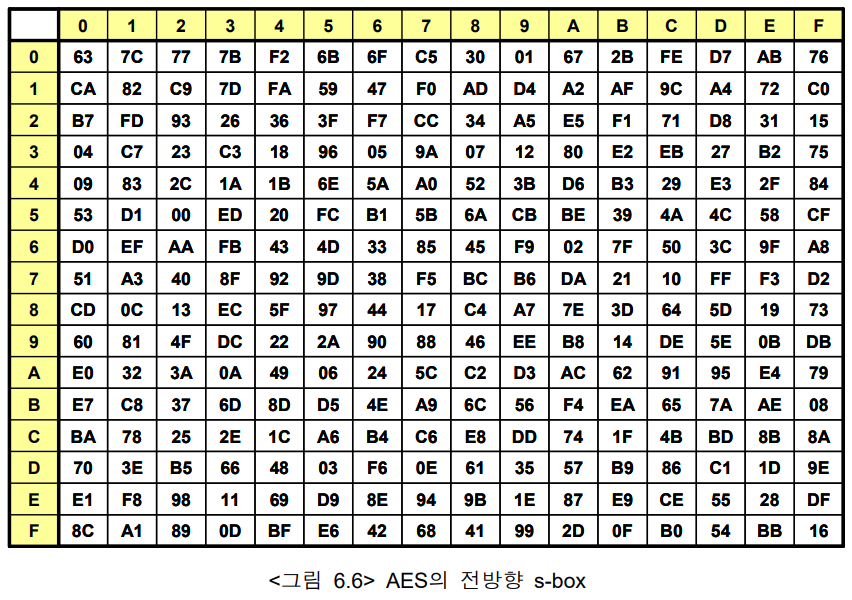 0 1 2 3 4 5 6 7 8 9 A B C D E F
0 63 7C 77 7B F2 6B 6F C5 30 01 67 2B FE D7 AB 76
1 CA 82 C9 7D FA 59 47 F0 AD D4 A2 AF 9C A4 72 C0
2 B7 FD 93 26 36 3F F7 CC 34 A5 E5 F1 71 D8 31 15
3 04 C7 23 C3 18 96 05 9A 07 12 80 E2 EB 27 B2 75
4 09 83 2C 1A 1B 6E 5A A0 52 3B D6 B3 29 E3 2F 84
5 53 D1 00 ED 20 FC B1 5B 6A CB BE 39 4A 4C 58 CF
6 D0 EF AA FB 43 4D 33 85 45 F9 02 7F 50 3C 9F A8
7 51 A3 40 8F 92 9D 38 F5 BC B6 DA 21 10 FF F3 D2
8 CD 0C 13 EC 5F 97 44 17 C4 A7 7E 3D 64 5D 19 73
9 60 81 4F DC 22 2A 90 88 46 EE B8 14 DE 5E 0B DB
A E0 32 3A 0A 49 06 24 5C C2 D3 AC 62 91 95 E4 79
B E7 C8 37 6D 8D D5 4E A9 6C 56 F4 EA 65 7A AE 08
C BA 78 25 2E 1C A6 B4 C6 E8 DD 74 1F 4B BD 8B 8A
D 70 3E B5 66 48 03 F6 0E 61 35 57 B9 86 C1 1D 9E
E E1 F8 98 11 69 D9 8E 94 9B 1E 87 E9 CE 55 28 DF
F 8C A1 89 0D BF E6 42 68 41 99 2D 0F B0 54 BB 16
<그림 6.6> AES의 전방향 s-box